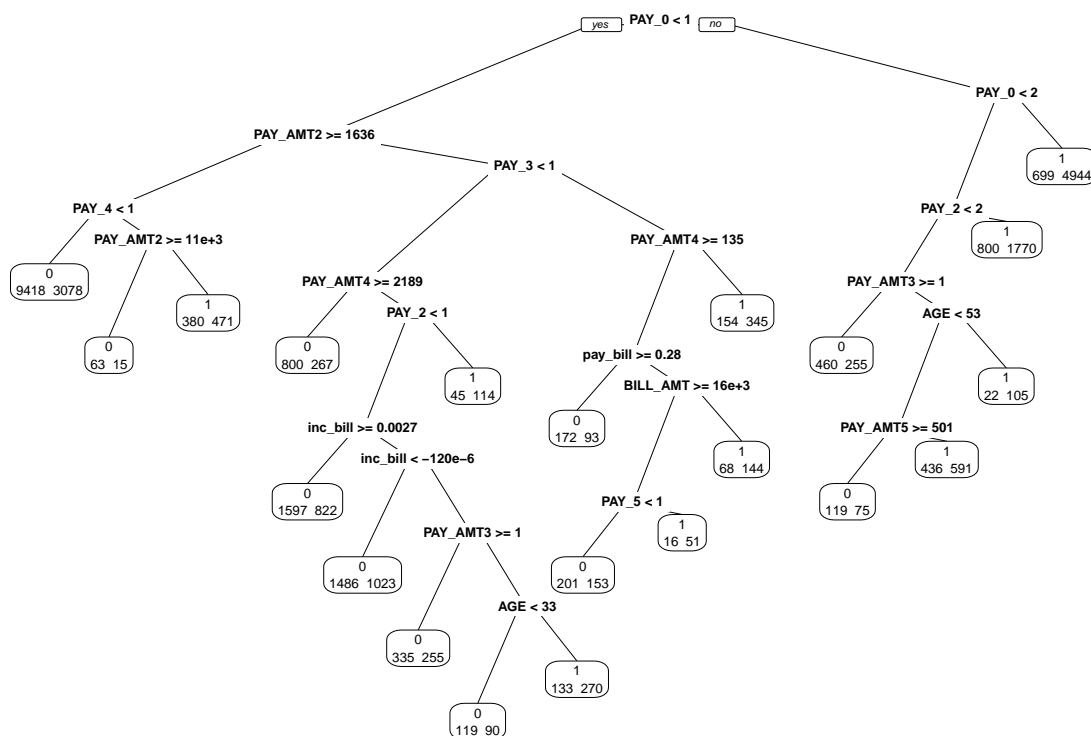 PAY_0 < 1
yes no
PAY_0 < 2
PAY_AMT2 >= 1636
PAY_3 < 1
1
699 4944
PAY_4 < 1
PAY_2 < 2
PAY_AMT2 >= 11e+3
PAY_AMT4 >= 135
1
800 1770
0
9418 3078
PAY_AMT4 >= 2189
PAY_AMT3 >= 1
1
380 471
PAY_2 < 1
1
154 345
AGE < 53
0
63 15
0
800 267
pay_bill >= 0.28
0
460 255
1
45 114
BILL_AMT >= 16e+3
1
22 105
0
172 93
inc_bill >= 0.0027
PAY_AMT5 >= 501
1
68 144
1
436 591
inc_bill < −120e−6
0
1597 822
PAY_5 < 1
0
119 75
1
16 51
PAY_AMT3 >= 1
0
1486 1023
0
201 153
AGE < 33
0
335 255
1
133 270
0
119 90